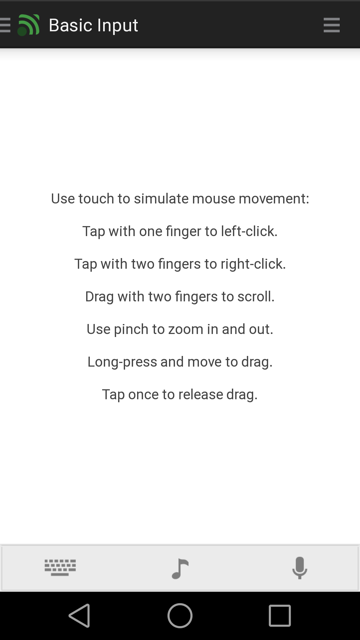 Basic Input
Use touch to simulate mouse movement:
Tap with one finger to left-click.
Tap with two fingers to right-click.
Drag with two fingers to scroll.
Use pinch to zoom in and out.
Long-press and move to drag.
Tap once to release drag.